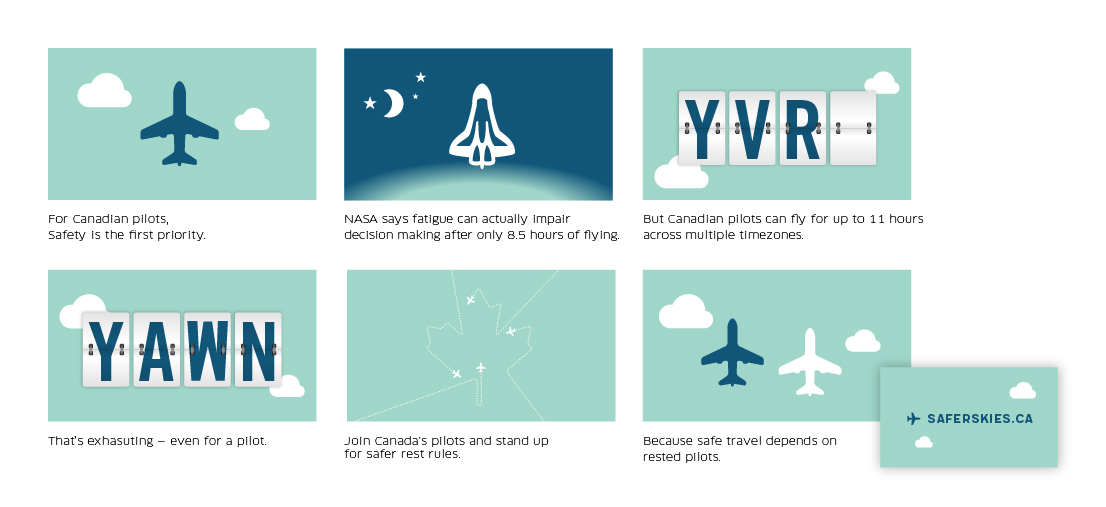 YVR
For Canadian pilots,
Safety is the first priority.
NASA says fatigue can actually impair
decision making after only 8.5 hours of flying.
But Canadian pilots can fly for up to 11 hours
across multiple timezones.
YAWN
That's exhasuting – even for a pilot.
Join Canada's pilots and stand up
for safer rest rules.
Because safe travel depends on
rested pilots.
SAFERSKIES.CA